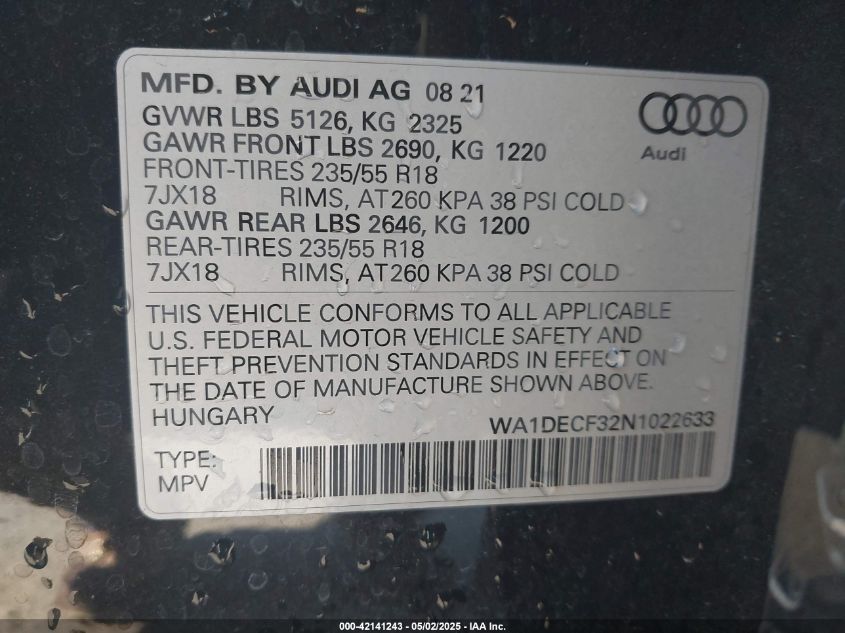 MFD. BY AUDI AG 08 21
GVWR LBS 5126, KG 2325
GAWR FRONT LBS 2690, KG 1220
FRONT-TIRES 235/55 R18
7JX18 RIMS, AT 260 KPA 38 PSI COLD
GAWR REAR LBS 2646, KG 1200
REAR-TIRES 235/55 R18
7JX18 RIMS, AT 260 KPA 38 PSI COLD
Audi
THIS VEHICLE CONFORMS TO ALL APPLICABLE
U.S. FEDERAL MOTOR VEHICLE SAFETY AND
THEFT PREVENTION STANDARDS IN EFFECT ON
THE DATE OF MANUFACTURE SHOWN ABOVE.
HUNGARY WA1DECF32N1022633
TYPE:
MPV
000-42141243 - 05/02/2025 - IAA Inc.